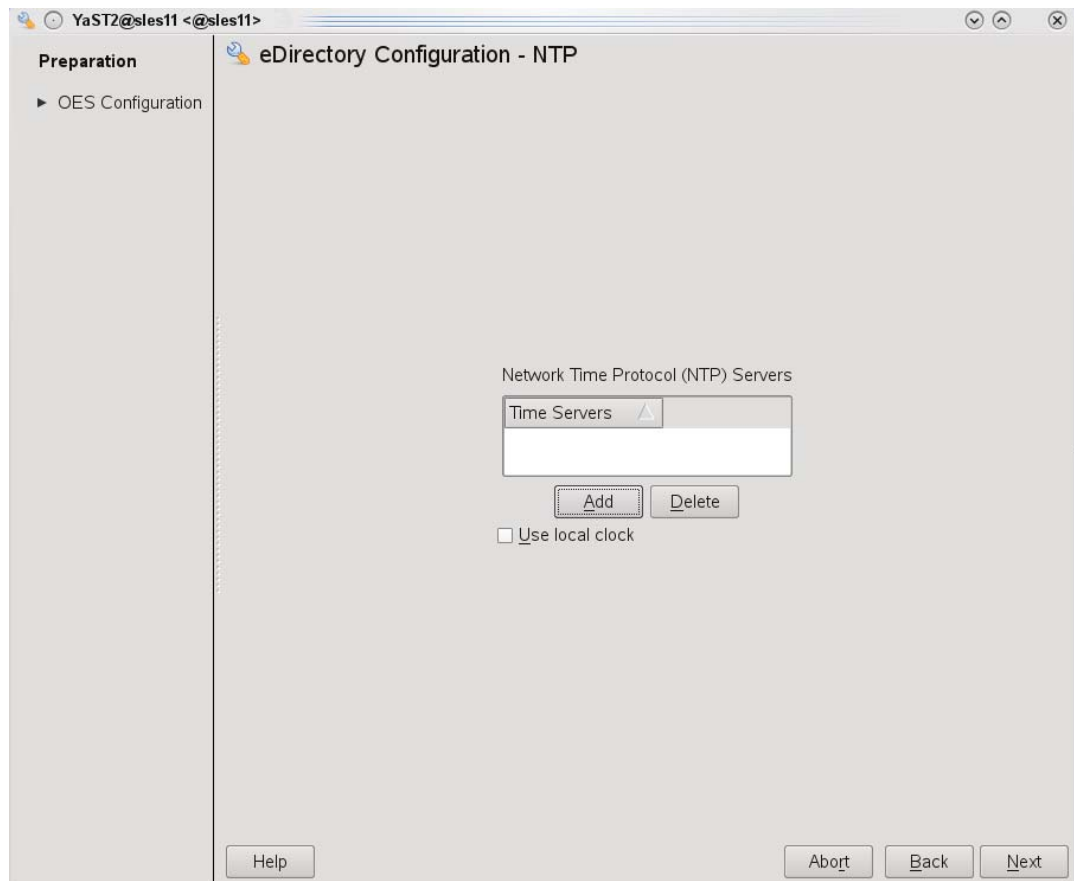 YaST2@sles11 <@sles11>
Preparation
OES Configuration
eDirectory Configuration - NTP
Network Time Protocol (NTP) Servers
Time Servers
Add Delete
Use local clock
Help Abort Back Next